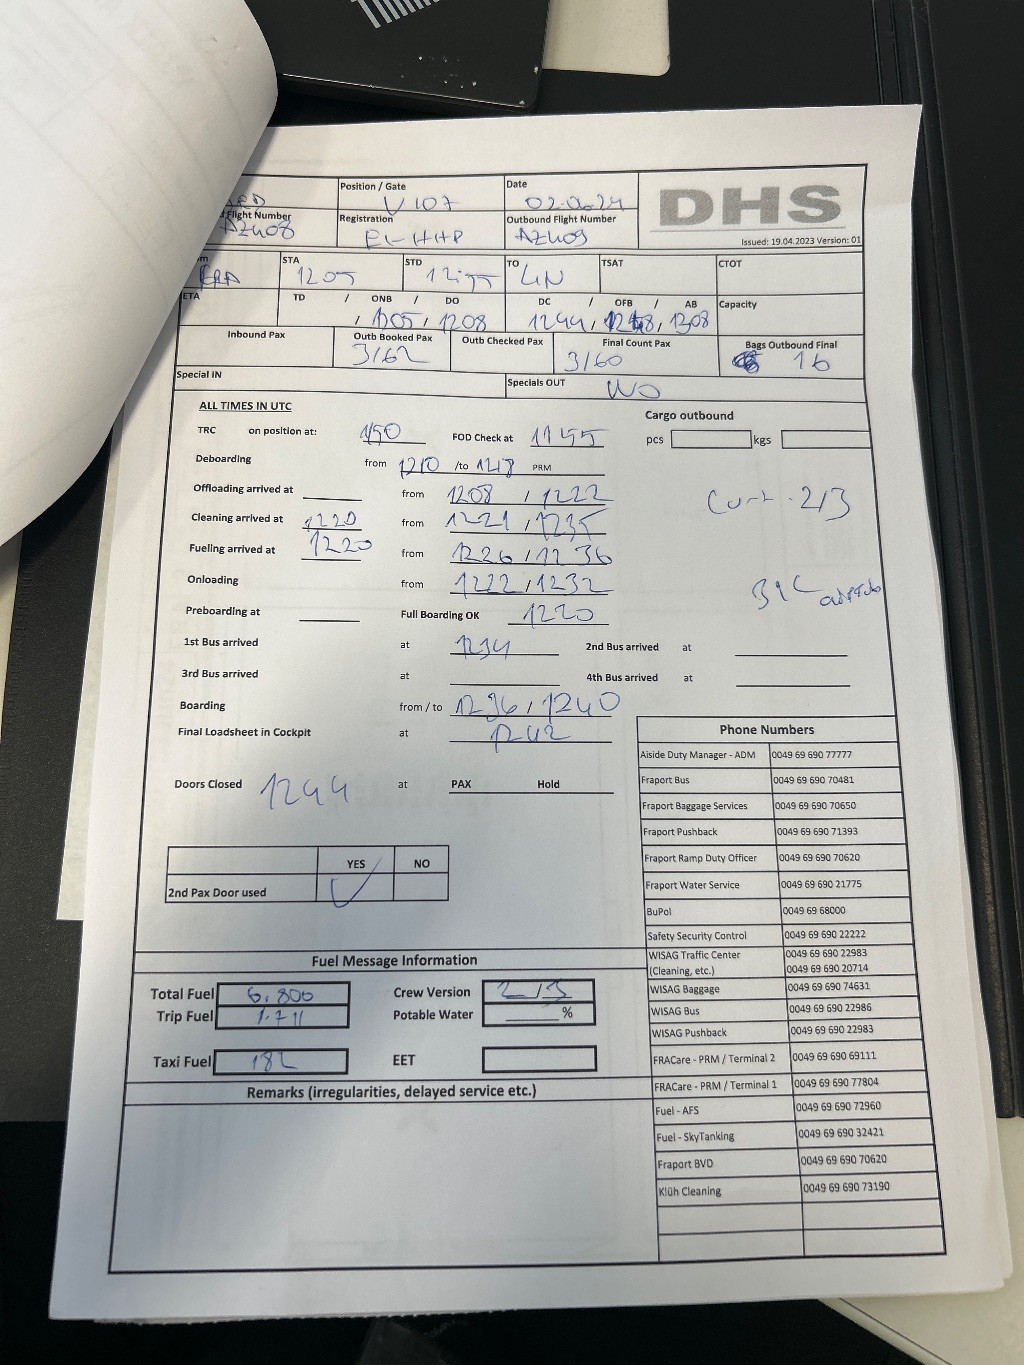 Position / Gate Date
V107
DHS
Flight Number Registration Outbound Flight Number
AZ408 EI-HHP AZ409
Issued: 19.04.2023 Version: 01
STA STD TO TSAT CTOT
1205 LIN
ETA TD / ONB / DO DC / OFB / AB Capacity
/ 1205 / 1208 1244 / / 1308
Inbound Pax Outb Booked Pax Outb Checked Pax Final Count Pax Bags Outbound Final
3/62 3/60 16
Special IN Specials OUT WO
ALL TIMES IN UTC Cargo outbound
TRC on position at: 1150 FOD Check at 1155 pcs kgs
Deboarding from 1210 /to 1218 PRM
Offloading arrived at from 1208 / 1222
Cont. 2/3
Cleaning arrived at 1220 from 1221 / 1235
Fueling arrived at 1220 from 1226 / 1236
Onloading from 1222 / 1232
Preboarding at Full Boarding OK 1220
1st Bus arrived at 1234 2nd Bus arrived at
3rd Bus arrived at 4th Bus arrived at
Boarding from / to 1236 / 1240
Final Loadsheet in Cockpit at 1242
Doors Closed 1244 at PAX Hold
YES NO
2nd Pax Door used ✓
Phone Numbers
Aiside Duty Manager - ADM 0049 69 690 77777
Fraport Bus 0049 69 690 70481
Fraport Baggage Services 0049 69 690 70650
Fraport Pushback 0049 69 690 71393
Fraport Ramp Duty Officer 0049 69 690 70620
Fraport Water Service 0049 69 690 21775
BuPol 0049 69 68000
Safety Security Control 0049 69 690 22222
WISAG Traffic Center 0049 69 690 22983
(Cleaning, etc.) 0049 69 690 20714
WISAG Baggage 0049 69 690 74631
WISAG Bus 0049 69 690 22986
WISAG Pushback 0049 69 690 22983
FRACare - PRM / Terminal 2 0049 69 690 69111
FRACare - PRM / Terminal 1 0049 69 690 77804
Fuel - AFS 0049 69 690 72960
Fuel - SkyTanking 0049 69 690 32421
Fraport BVD 0049 69 690 70620
Klüh Cleaning 0049 69 690 73190
Fuel Message Information
Total Fuel 6.800 Crew Version 2/3
Trip Fuel 1.711 Potable Water %
Taxi Fuel 182 EET
Remarks (irregularities, delayed service etc.)